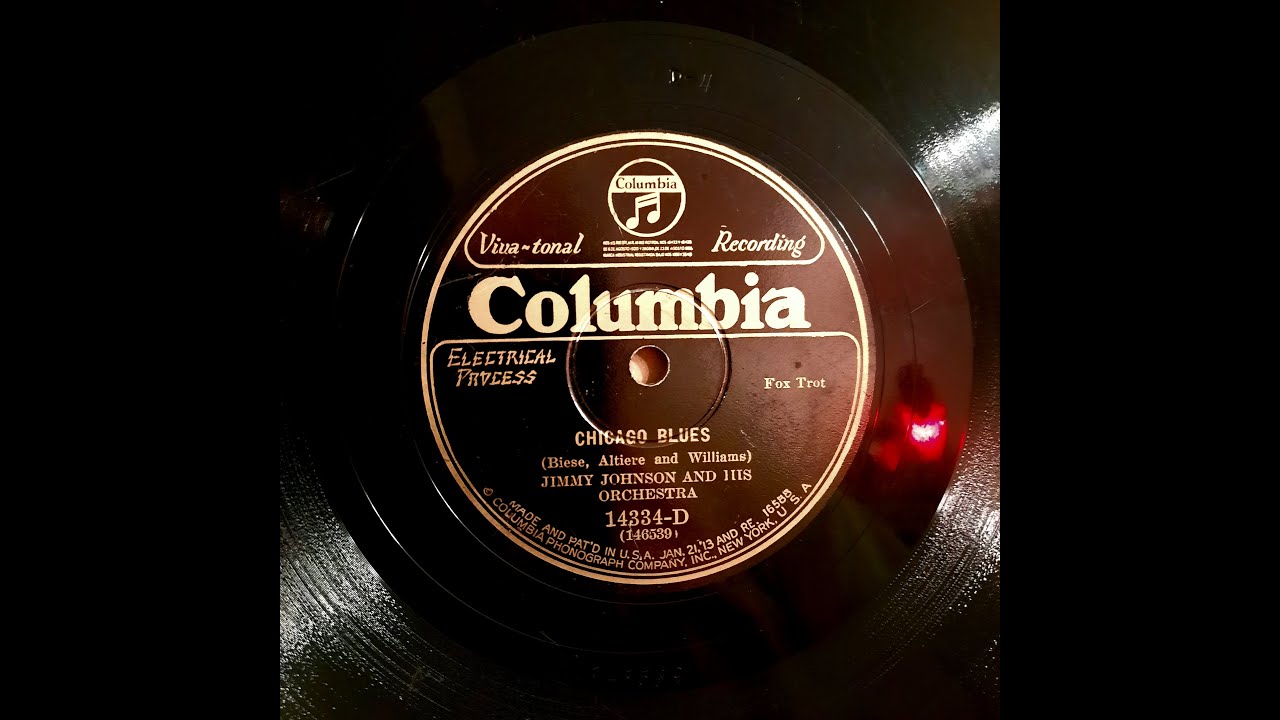 Columbia
Viva-tonal Recording
Columbia
ELECTRICAL
PROCESS
Fox Trot
CHICAGO BLUES
(Biese, Altiere and Williams)
JIMMY JOHNSON AND HIS
ORCHESTRA
14334-D
(146539)
MADE AND PAT'D IN U.S.A. JAN. 21,'13 AND RE. 16588
© COLUMBIA PHONOGRAPH COMPANY, INC., NEW YORK, U.S.A